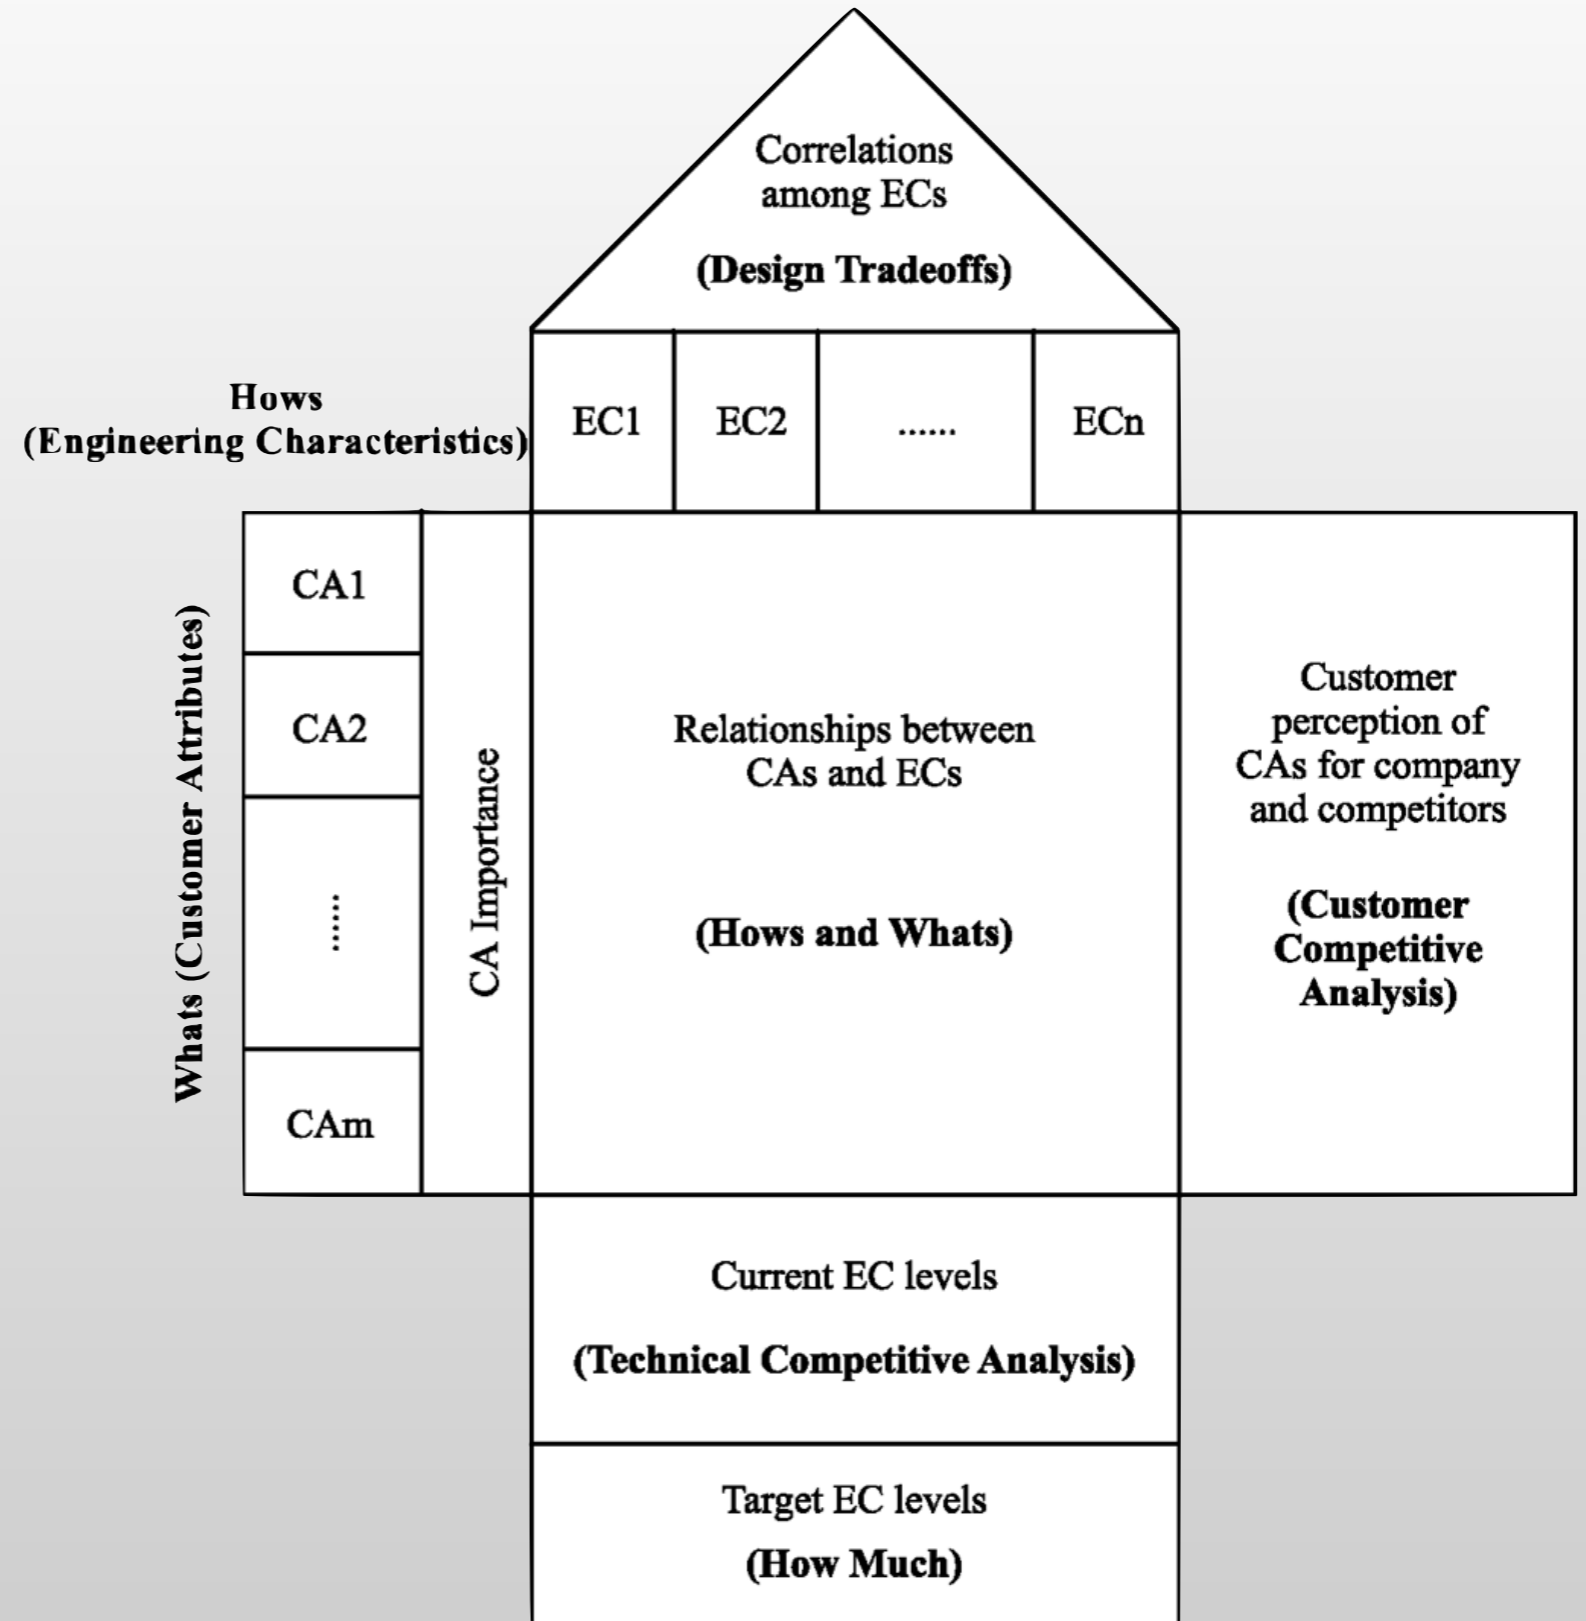 Correlations
among ECs
(Design Tradeoffs)
Hows
(Engineering Characteristics)
EC1
EC2
......
ECn
Whats (Customer Attributes)
CA1
CA2
......
CAm
CA Importance
Relationships between
CAs and ECs
(Hows and Whats)
Customer
perception of
CAs for company
and competitors
(Customer
Competitive
Analysis)
Current EC levels
(Technical Competitive Analysis)
Target EC levels
(How Much)